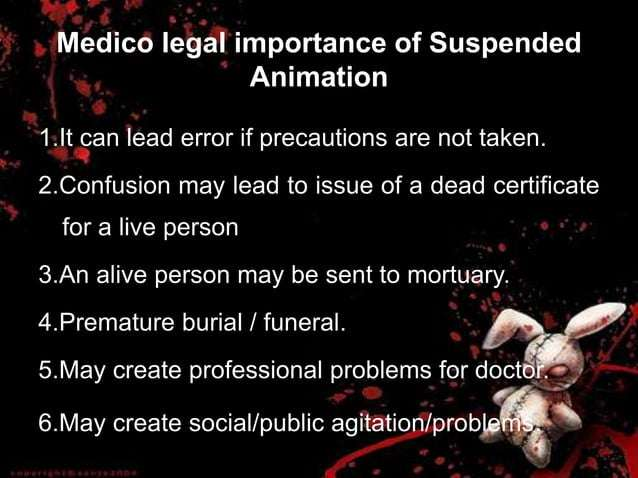 Medico legal importance of Suspended
Animation
1.It can lead error if precautions are not taken.
2.Confusion may lead to issue of a dead certificate
for a live person
3.An alive person may be sent to mortuary.
4.Premature burial / funeral.
5.May create professional problems for doctor.
6.May create social/public agitation/problems.